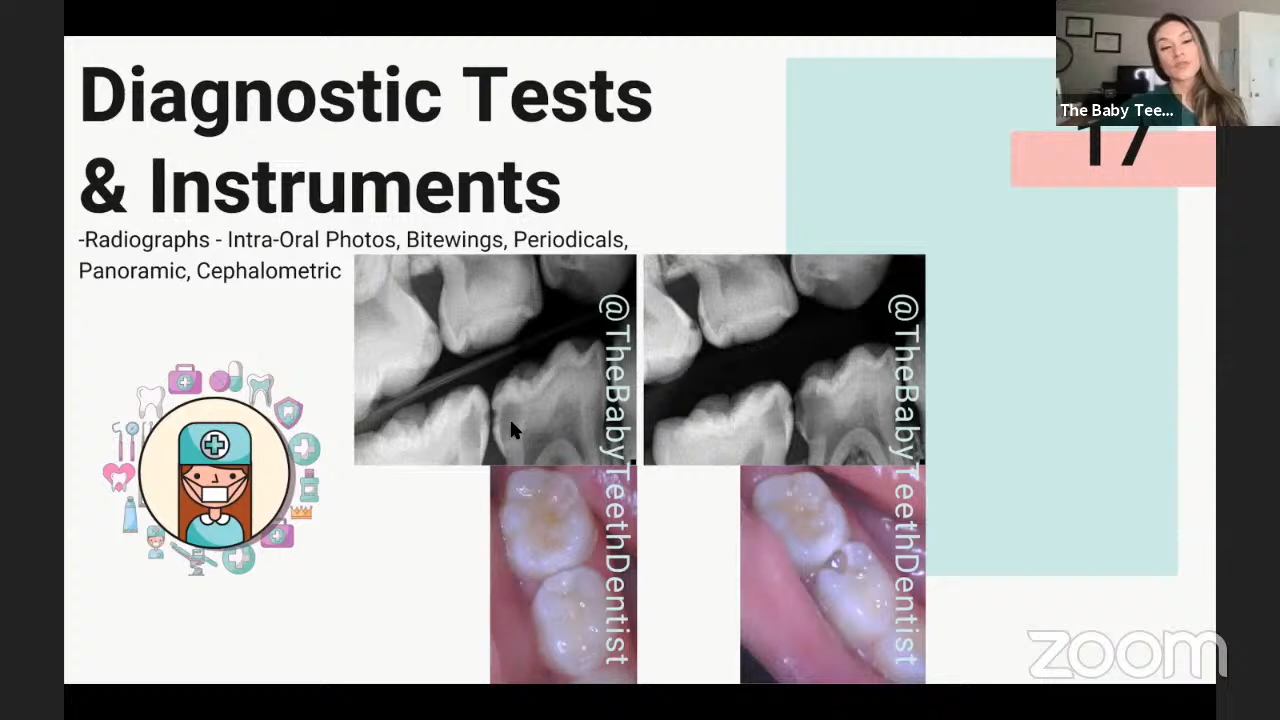 Diagnostic Tests
& Instruments
-Radiographs - Intra-Oral Photos, Bitewings, Periodicals,
Panoramic, Cephalometric
@TheBabyTeethDentist
@TheBabyTeethDentist
The Baby Tee...
17
zoom